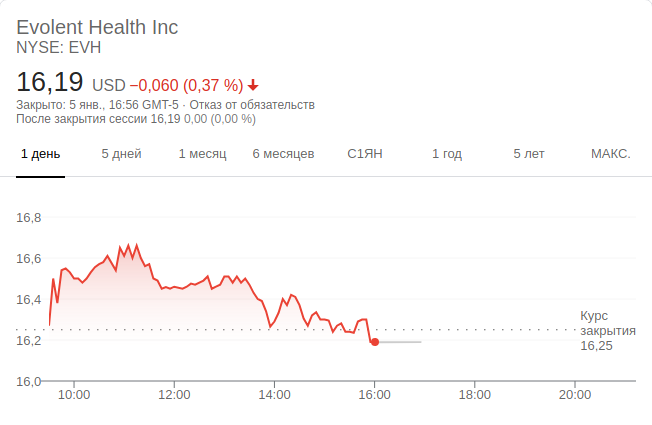 Evolent Health Inc
NYSE: EVH
16,19 USD −0,060 (0,37 %)
Закрыто: 5 янв., 16:56 GMT-5 · Отказ от обязательств
После закрытия сессии 16,19 0,00 (0,00 %)
1 день 5 дней 1 месяц 6 месяцев С1ЯН 1 год 5 лет МАКС.
16,8
16,6
16,4
Курс
закрытия
16,25
16,2
16,0
10:00 12:00 14:00 16:00 18:00 20:00